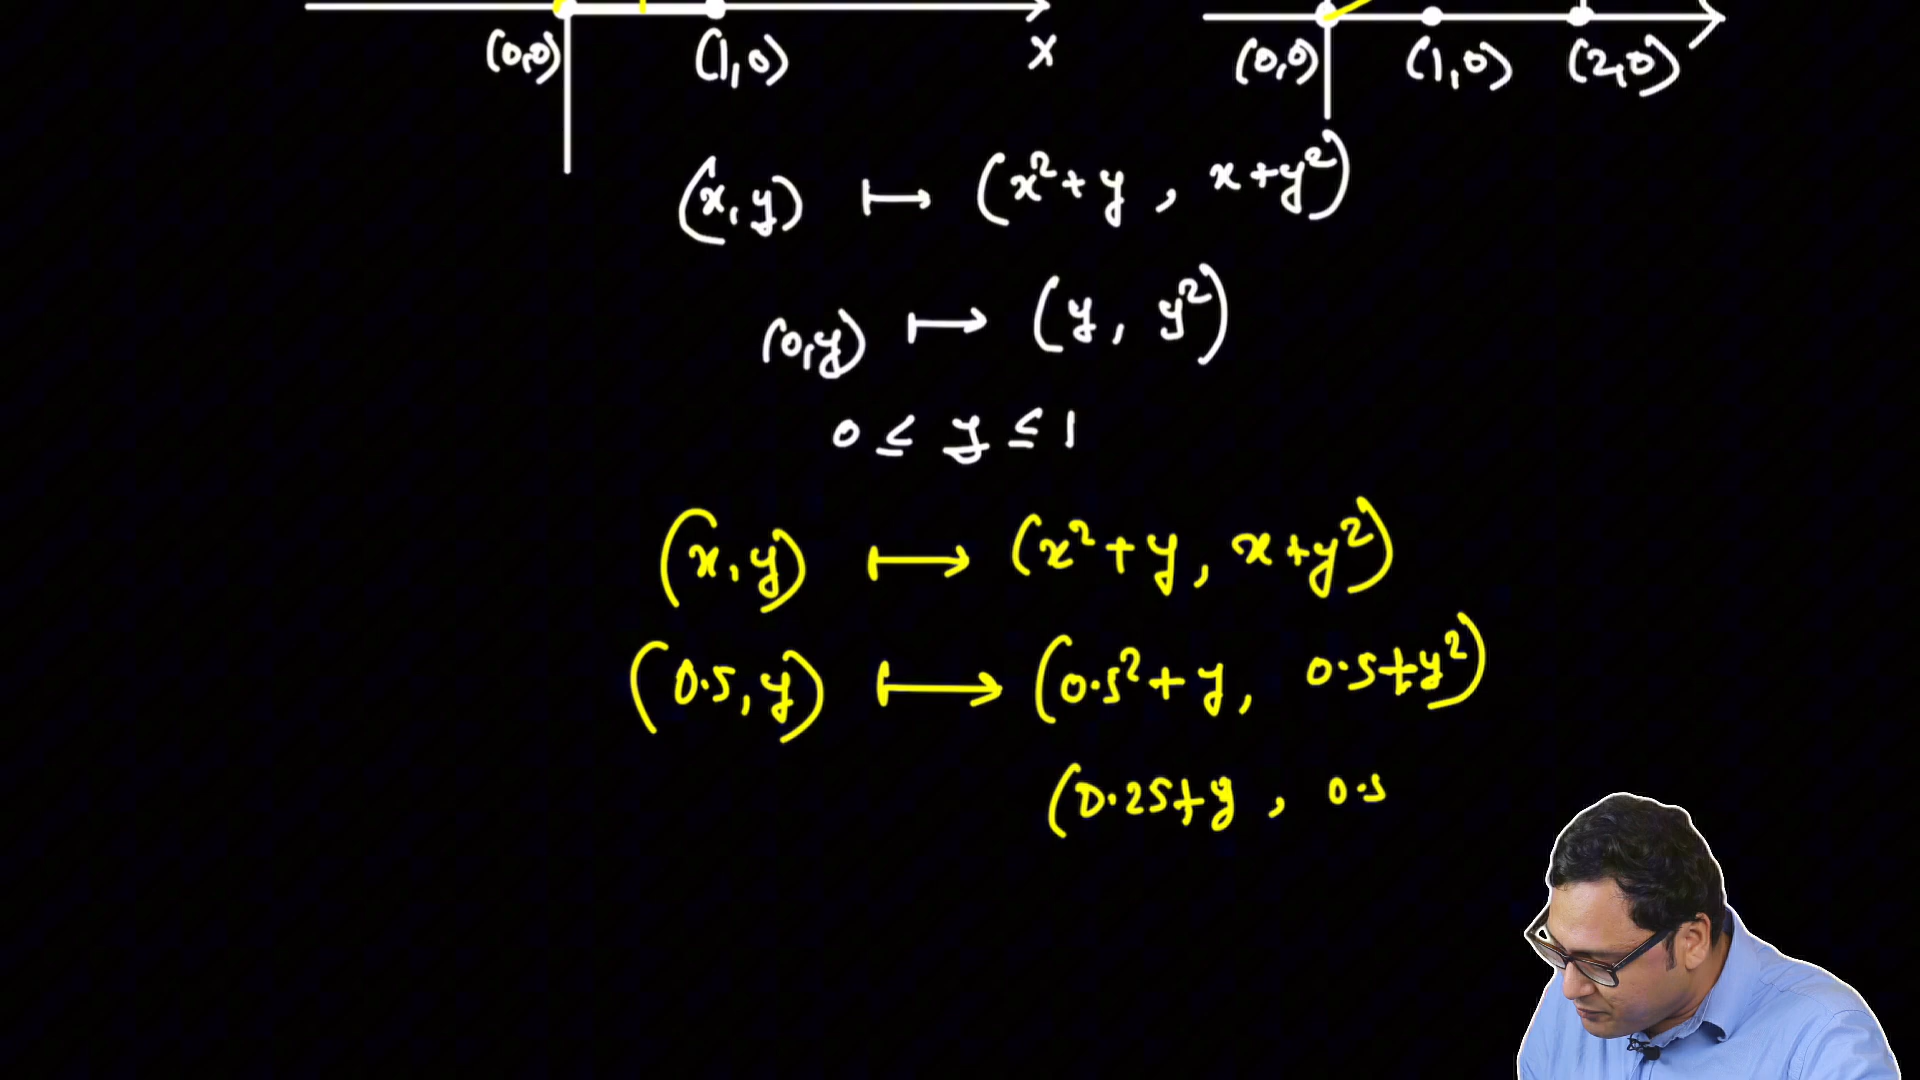 (0,0) (1,0) x (0,0) (1,0) (2,0)
(x,y) ↦ (x²+y, x+y²)
(0,y) ↦ (y, y²)
0 ≤ y ≤ 1
(x,y) ↦ (x²+y, x+y²)
(0.5,y) ↦ (0.5²+y, 0.5+y²)
(0.25+y, 0.5